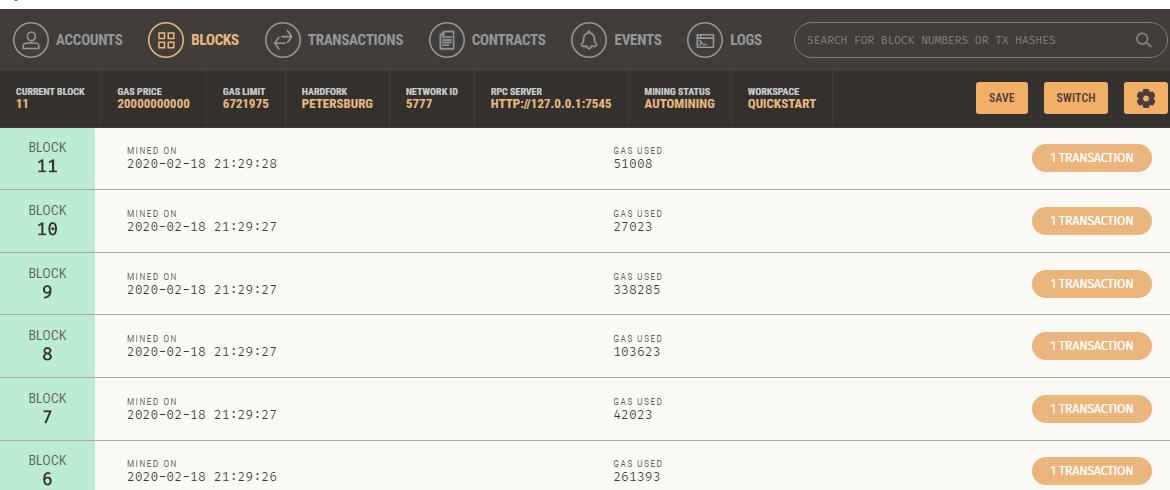 ACCOUNTS BLOCKS TRANSACTIONS CONTRACTS EVENTS LOGS SEARCH FOR BLOCK NUMBERS OR TX HASHES
CURRENT BLOCK GAS PRICE GAS LIMIT HARDFORK NETWORK ID RPC SERVER MINING STATUS WORKSPACE
11 20000000000 6721975 PETERSBURG 5777 HTTP://127.0.0.1:7545 AUTOMINING QUICKSTART
SAVE SWITCH
BLOCK MINED ON GAS USED
11 2020-02-18 21:29:28 51008 1 TRANSACTION
BLOCK MINED ON GAS USED
10 2020-02-18 21:29:27 27023 1 TRANSACTION
BLOCK MINED ON GAS USED
9 2020-02-18 21:29:27 338285 1 TRANSACTION
BLOCK MINED ON GAS USED
8 2020-02-18 21:29:27 103623 1 TRANSACTION
BLOCK MINED ON GAS USED
7 2020-02-18 21:29:27 42023 1 TRANSACTION
BLOCK MINED ON GAS USED
6 2020-02-18 21:29:26 261393 1 TRANSACTION